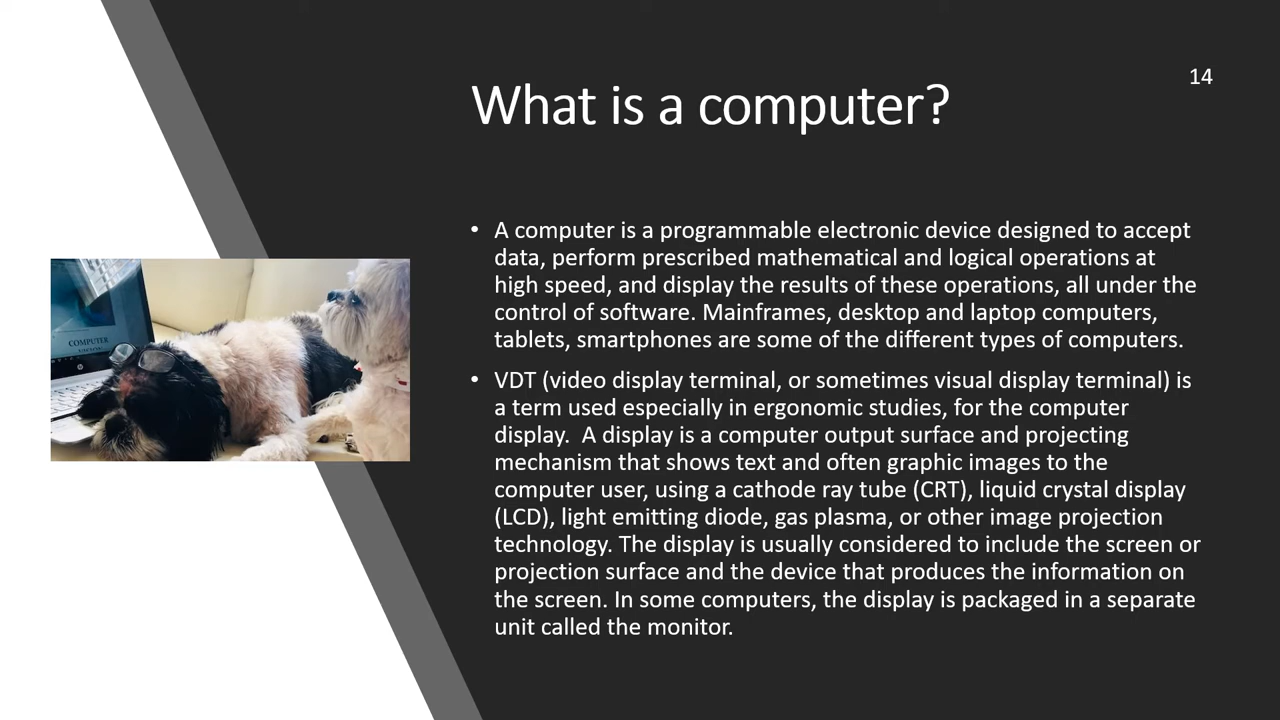 14
What is a computer?
• A computer is a programmable electronic device designed to accept
data, perform prescribed mathematical and logical operations at
high speed, and display the results of these operations, all under the
control of software. Mainframes, desktop and laptop computers,
tablets, smartphones are some of the different types of computers.
• VDT (video display terminal, or sometimes visual display terminal) is
a term used especially in ergonomic studies, for the computer
display.  A display is a computer output surface and projecting
mechanism that shows text and often graphic images to the
computer user, using a cathode ray tube (CRT), liquid crystal display
(LCD), light emitting diode, gas plasma, or other image projection
technology. The display is usually considered to include the screen or
projection surface and the device that produces the information on
the screen. In some computers, the display is packaged in a separate
unit called the monitor.
COMPUTER
hp